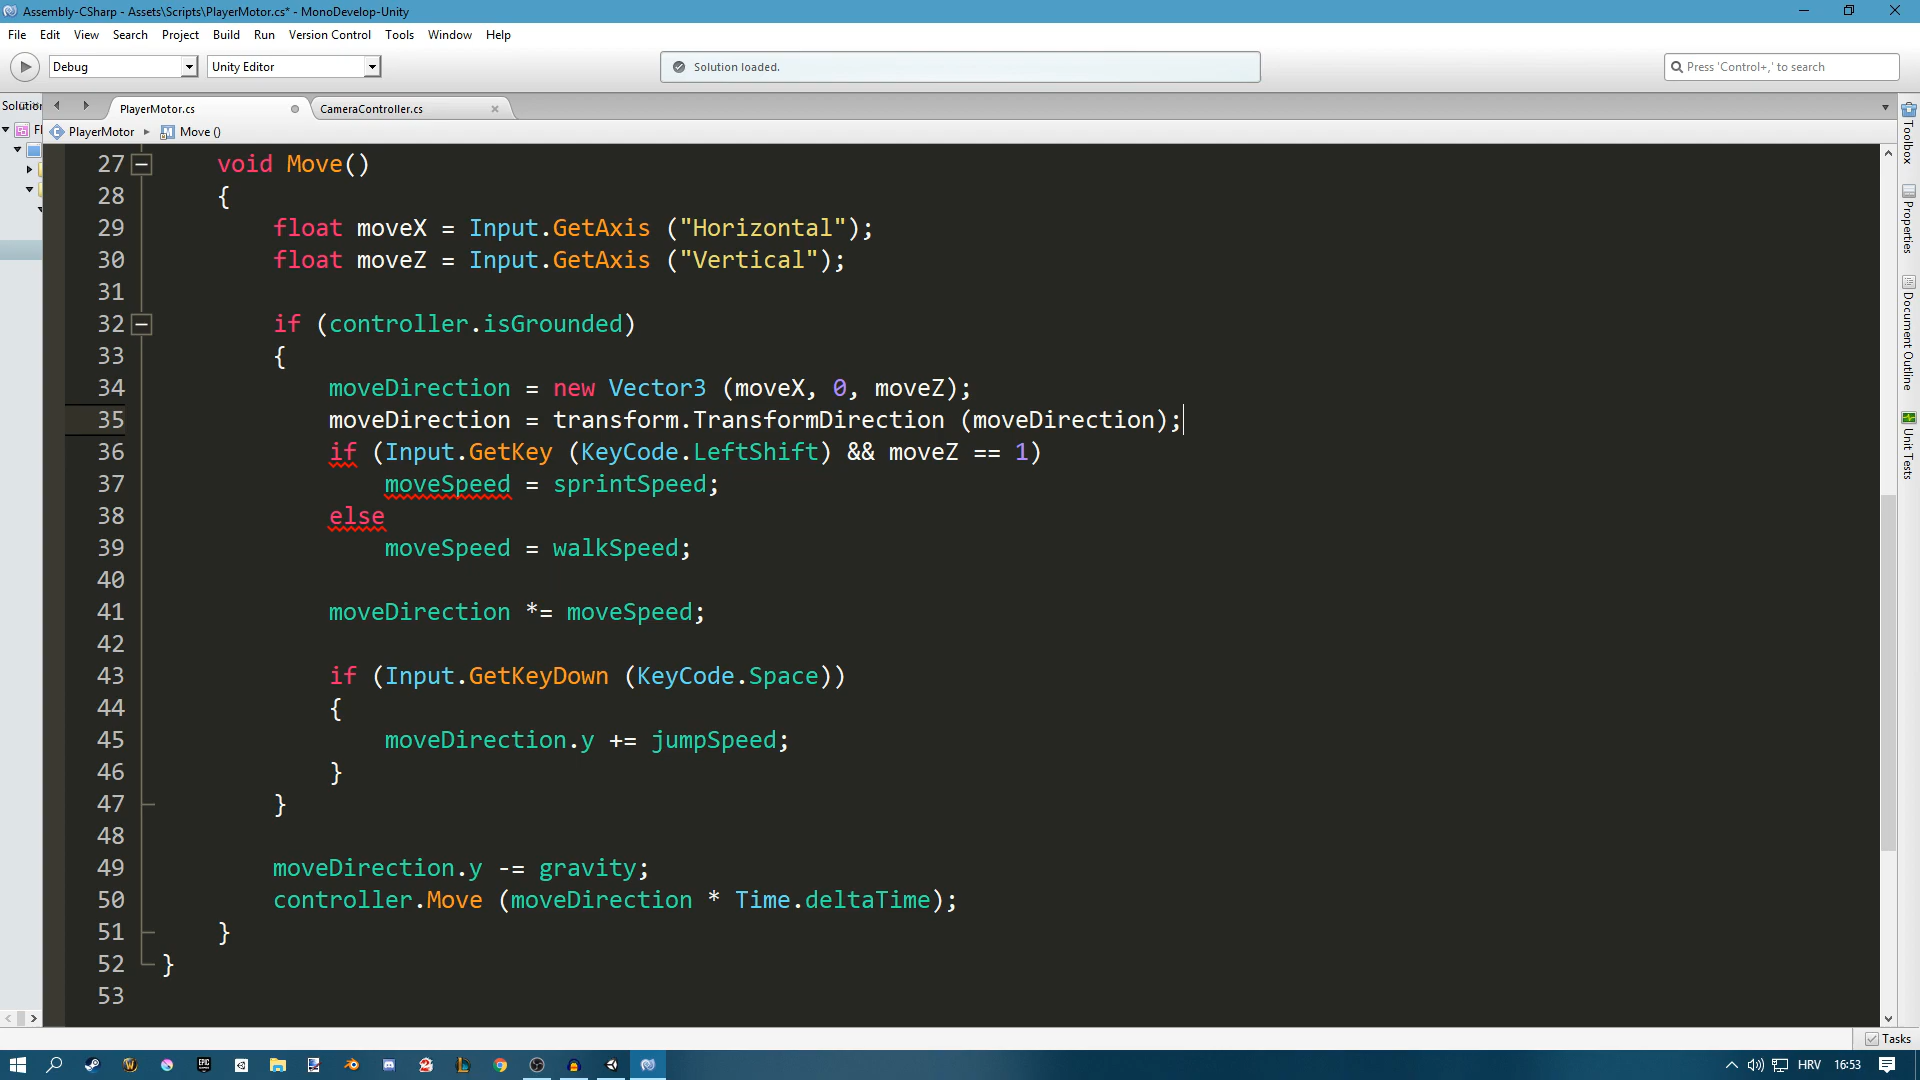 Assembly-CSharp - Assets\Scripts\PlayerMotor.cs* - MonoDevelop-Unity
File Edit View Search Project Build Run Version Control Tools Window Help
Debug Unity Editor Solution loaded. Press 'Control+,' to search
Solution PlayerMotor.cs CameraController.cs
PlayerMotor Move ()
27 void Move()
28 {
29 float moveX = Input.GetAxis ("Horizontal");
30 float moveZ = Input.GetAxis ("Vertical");
31
32 if (controller.isGrounded)
33 {
34 moveDirection = new Vector3 (moveX, 0, moveZ);
35 moveDirection = transform.TransformDirection (moveDirection);
36 if (Input.GetKey (KeyCode.LeftShift) && moveZ == 1)
37 moveSpeed = sprintSpeed;
38 else
39 moveSpeed = walkSpeed;
40
41 moveDirection *= moveSpeed;
42
43 if (Input.GetKeyDown (KeyCode.Space))
44 {
45 moveDirection.y += jumpSpeed;
46 }
47 }
48
49 moveDirection.y -= gravity;
50 controller.Move (moveDirection * Time.deltaTime);
51 }
52 }
53
Toolbox
Properties
Document Outline
Unit Tests
Tasks
HRV 16:53